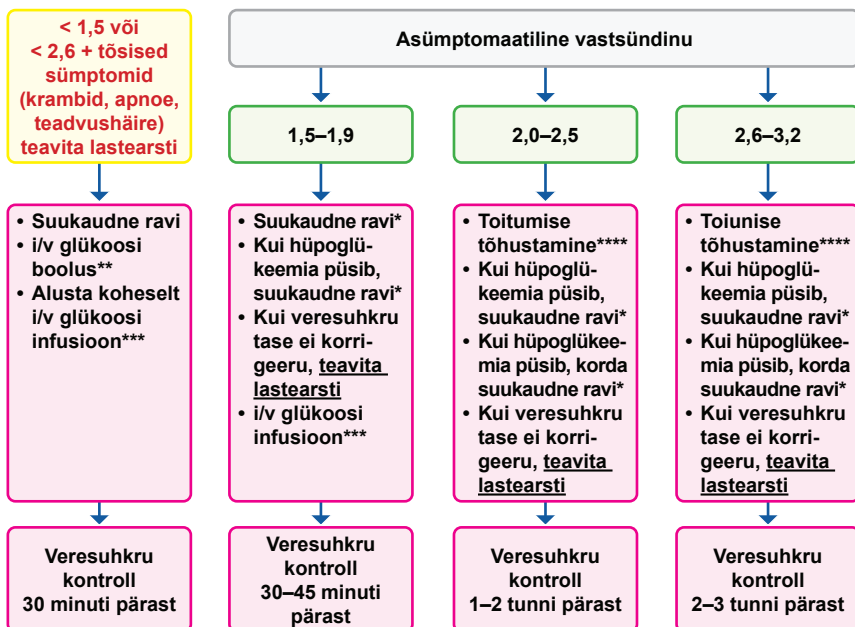 < 1,5 või
< 2,6 + tõsised
sümptomid
(krambid, apnoe,
teadvushäire)
teavita lastearsti
Asümptomaatiline vastsündinu
1,5–1,9
2,0–2,5
2,6–3,2
• Suukaudne ravi
• i/v glükoosi
boolus**
• Alusta koheselt
i/v glükoosi
infusioon***
• Suukaudne ravi*
• Kui hüpoglü-
keemia püsib,
suukaudne ravi*
• Kui veresuhkru
tase ei korri-
geeru, teavita
lastearsti
• i/v glükoosi
infusioon***
• Toitumise
tõhustamine****
• Kui hüpoglü-
keemia püsib,
suukaudne ravi*
• Kui hüpoglükee-
mia püsib, korda
suukaudne ravi*
• Kui veresuhkru
tase ei korri-
geeru, teavita
lastearsti
• Toiunise
tõhustamine****
• Kui hüpoglü-
keemia püsib,
suukaudne ravi*
• Kui hüpoglükee-
mia püsib, korda
suukaudne ravi*
• Kui veresuhkru
tase ei korri-
geeru, teavita
lastearsti
Veresuhkru
kontroll
30 minuti pärast
Veresuhkru
kontroll
30–45 minuti
pärast
Veresuhkru
kontroll
1–2 tunni pärast
Veresuhkru
kontroll
2–3 tunni pärast